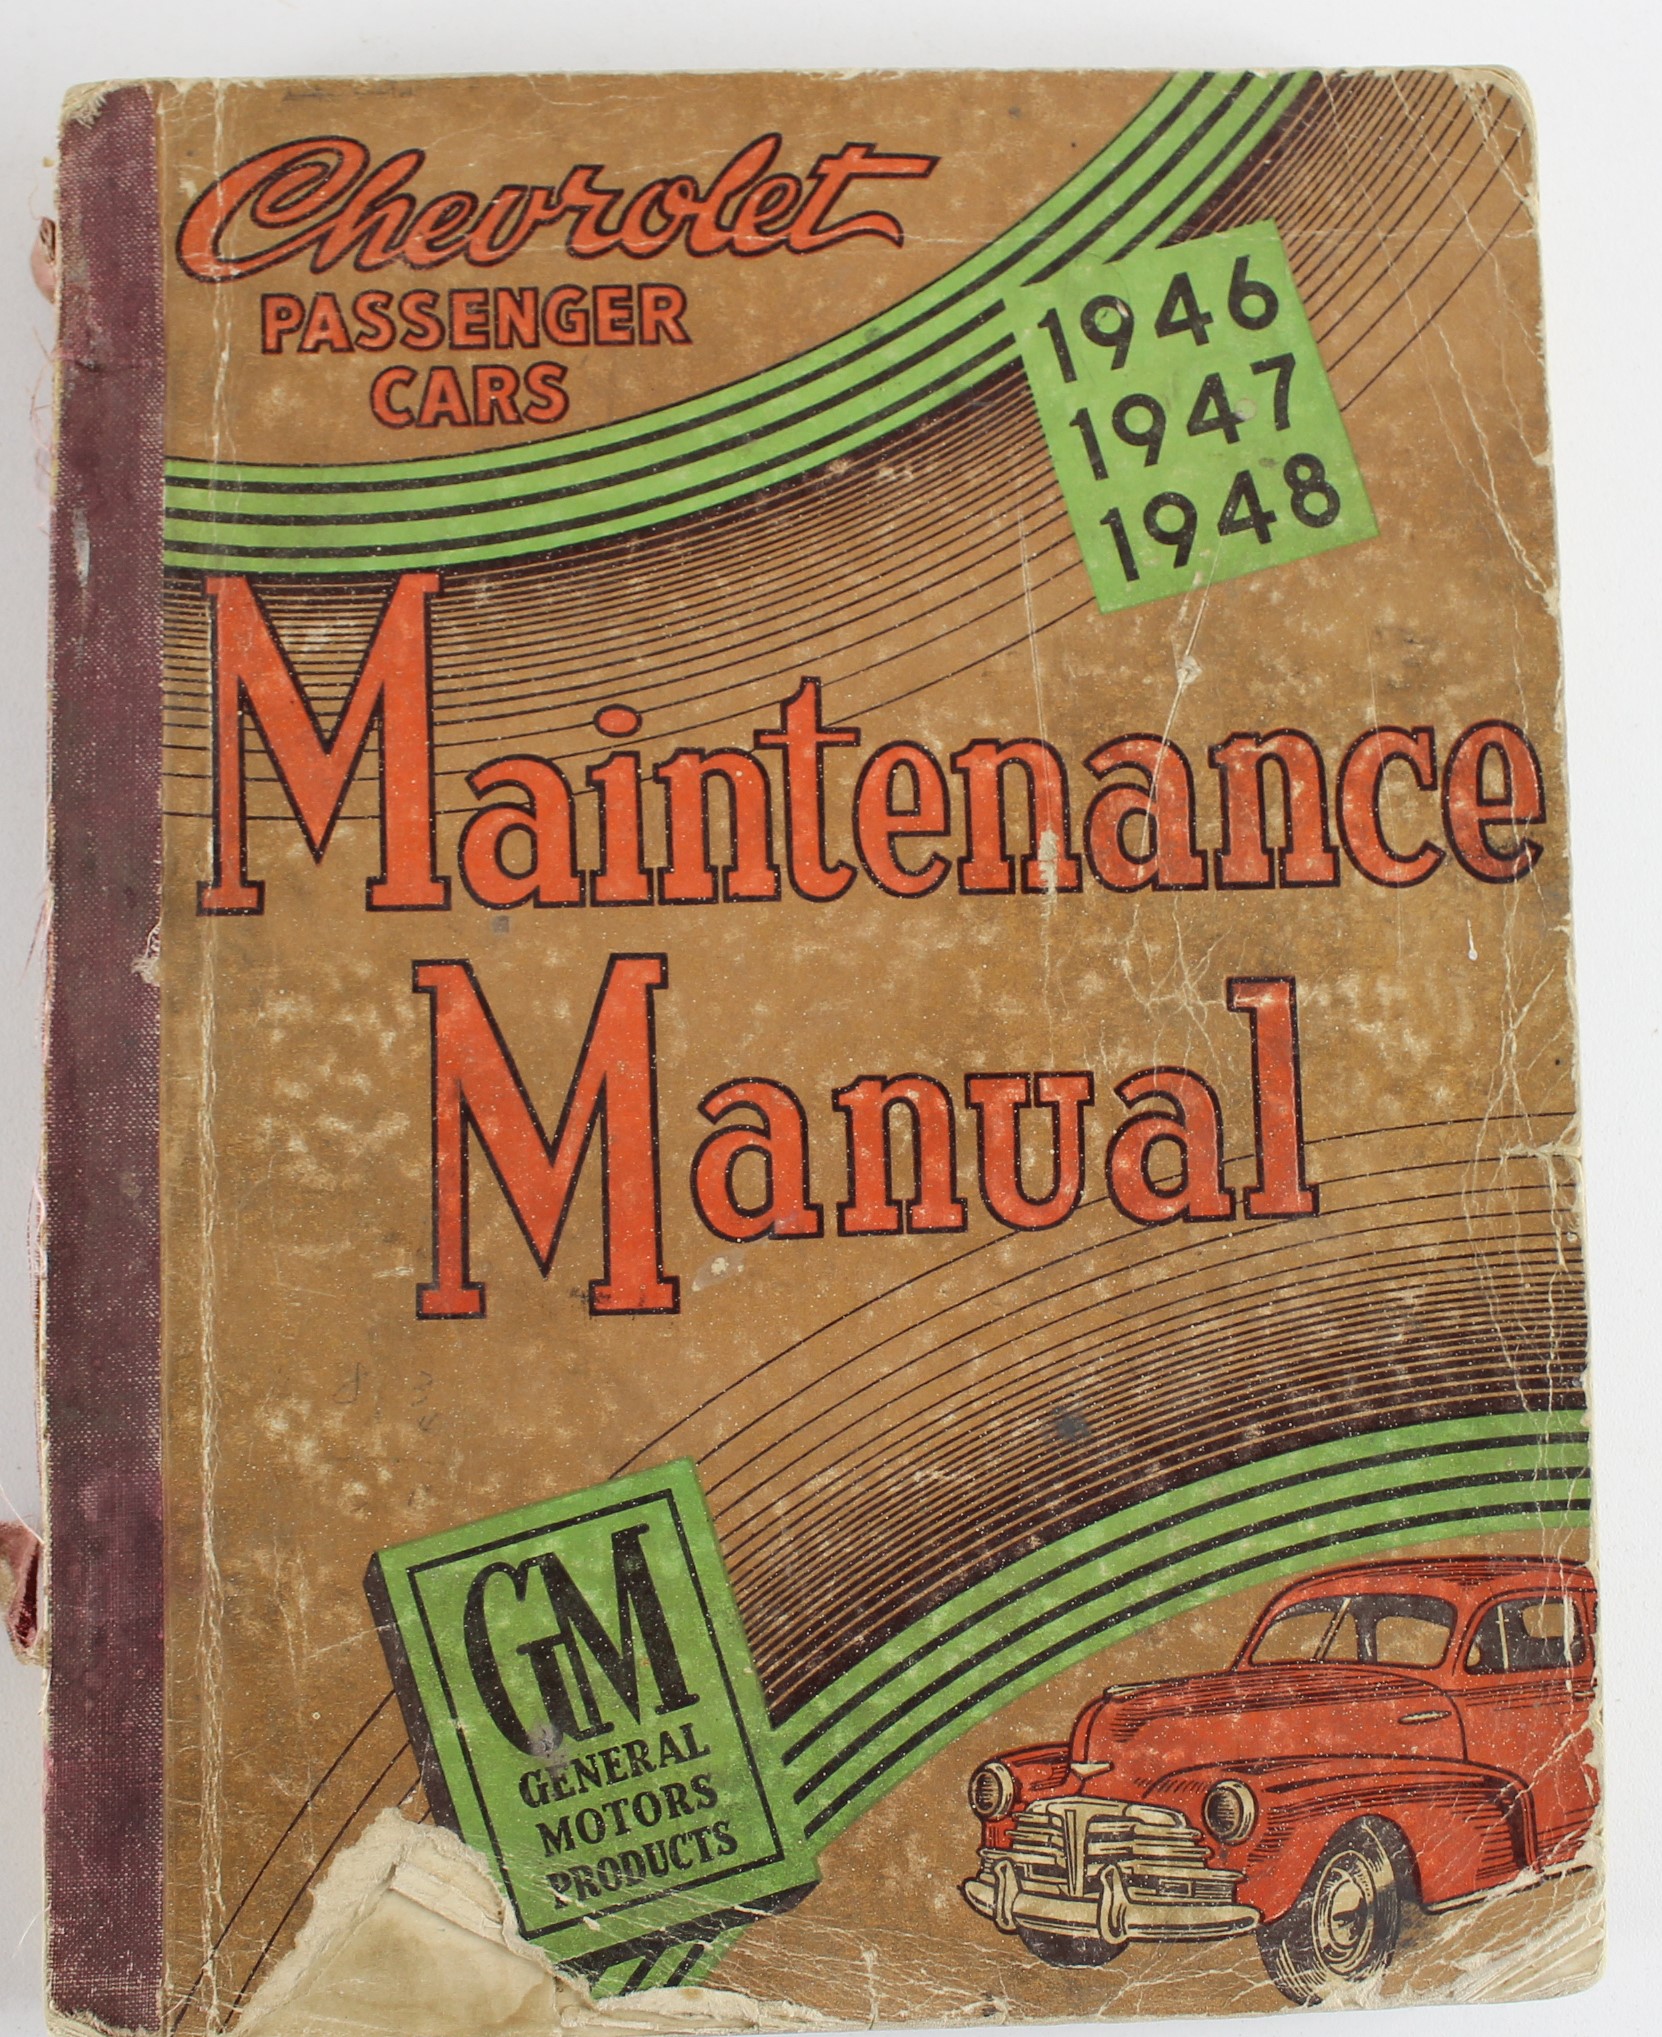 Chevrolet
PASSENGER
CARS
1946
1947
1948
Maintenance
Manual
GM
GENERAL
MOTORS
PRODUCTS